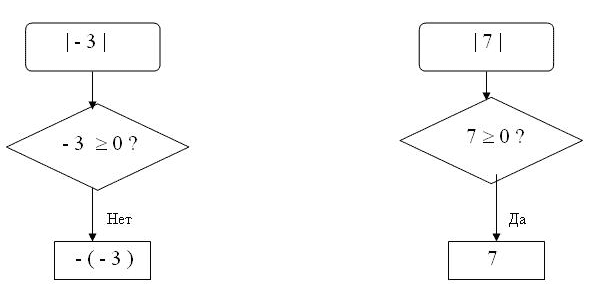 | - 3 |
- 3 ≥ 0 ?
Нет
- ( - 3 )
| 7 |
7 ≥ 0 ?
Да
7